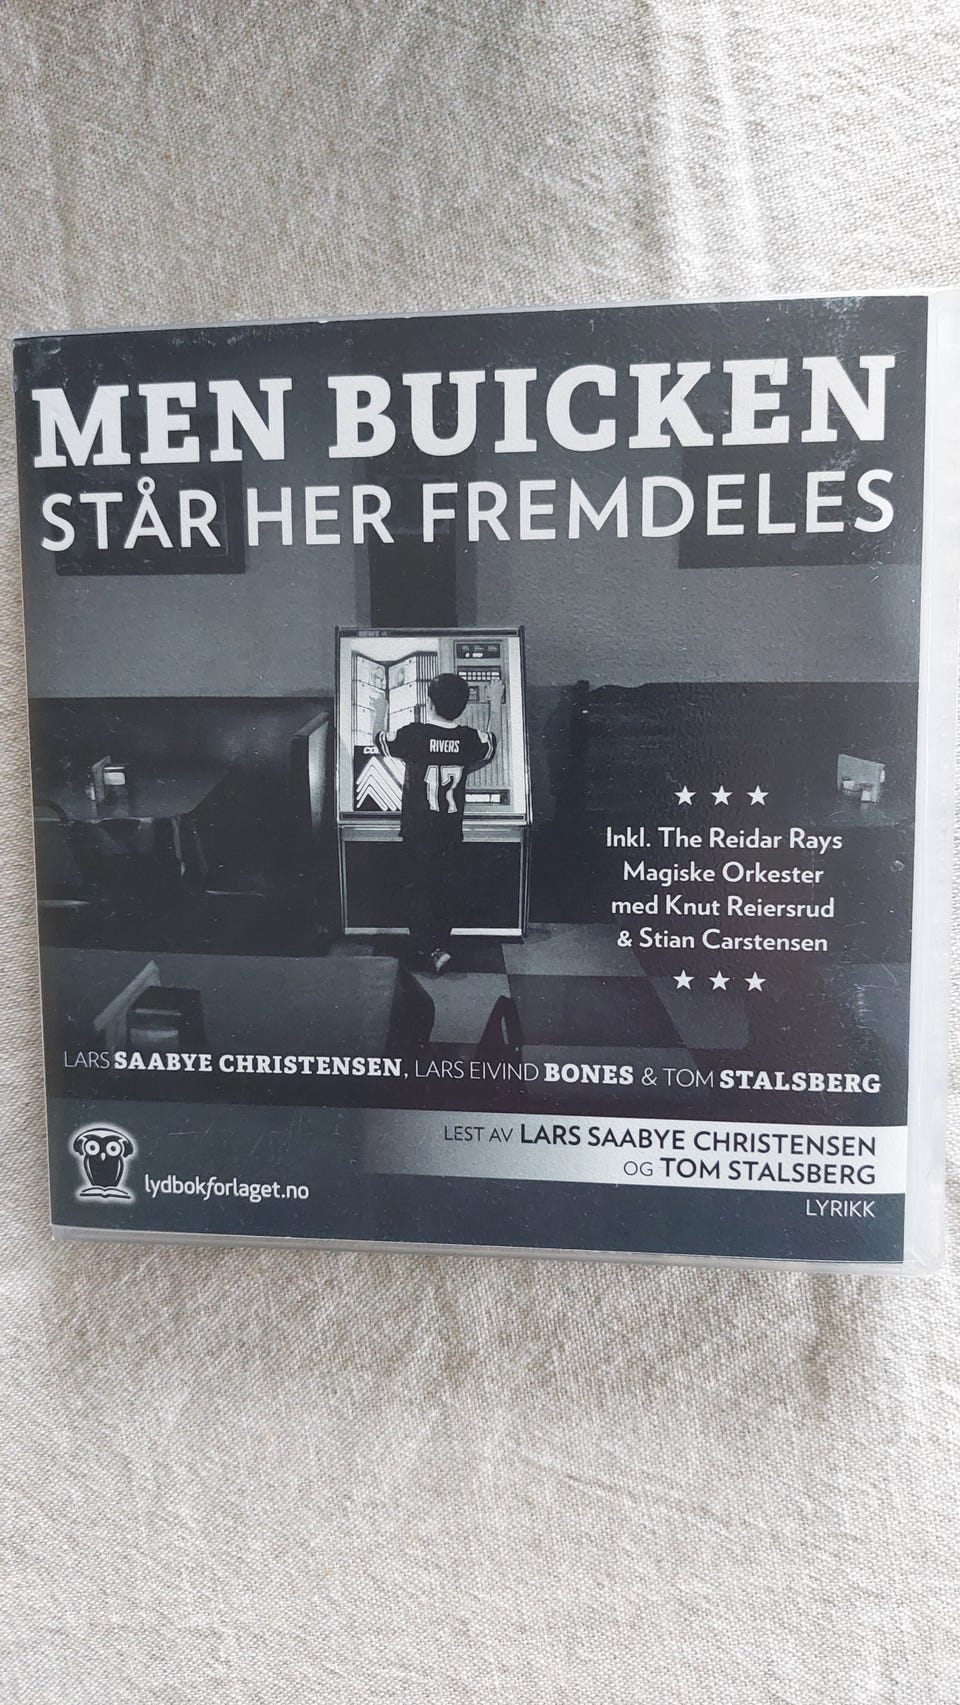 MEN BUICKEN
STÅR HER FREMDELES
RIVERS
17
★ ★ ★
Inkl. The Reidar Rays
Magiske Orkester
med Knut Reiersrud
& Stian Carstensen
★ ★ ★
LARS SAABYE CHRISTENSEN, LARS EIVIND BONES & TOM STALSBERG
LEST AV LARS SAABYE CHRISTENSEN
OG TOM STALSBERG
LYRIKK
lydbokforlaget.no